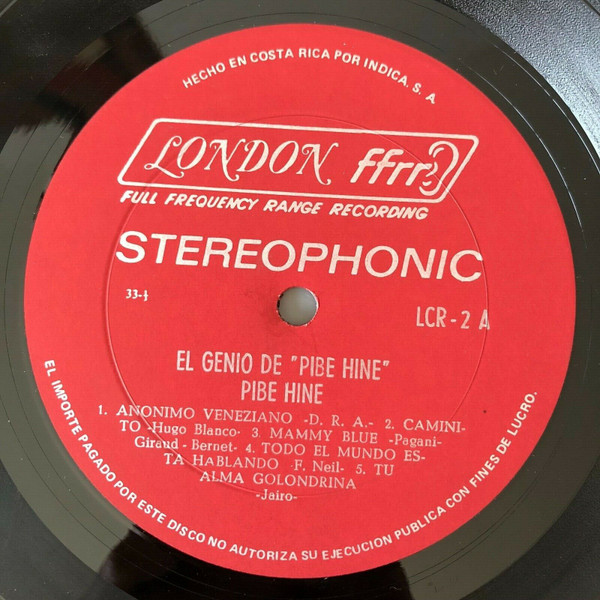 HECHO EN COSTA RICA POR INDICA, S. A.
LONDON ffrr
FULL FREQUENCY RANGE RECORDING
STEREOPHONIC
33-⅓
LCR - 2 A
EL GENIO DE "PIBE HINE"
PIBE HINE
1. ANONIMO VENEZIANO -D. R. A.- 2. CAMINI-
TO -Hugo Blanco- 3. MAMMY BLUE -Pagani-
Giraud - Bernet- 4. TODO EL MUNDO ES-
TA HABLANDO -F. Neil- 5. TU
ALMA GOLONDRINA
-Jairo-
EL IMPORTE PAGADO POR ESTE DISCO NO AUTORIZA SU EJECUCION PUBLICA CON FINES DE LUCRO.